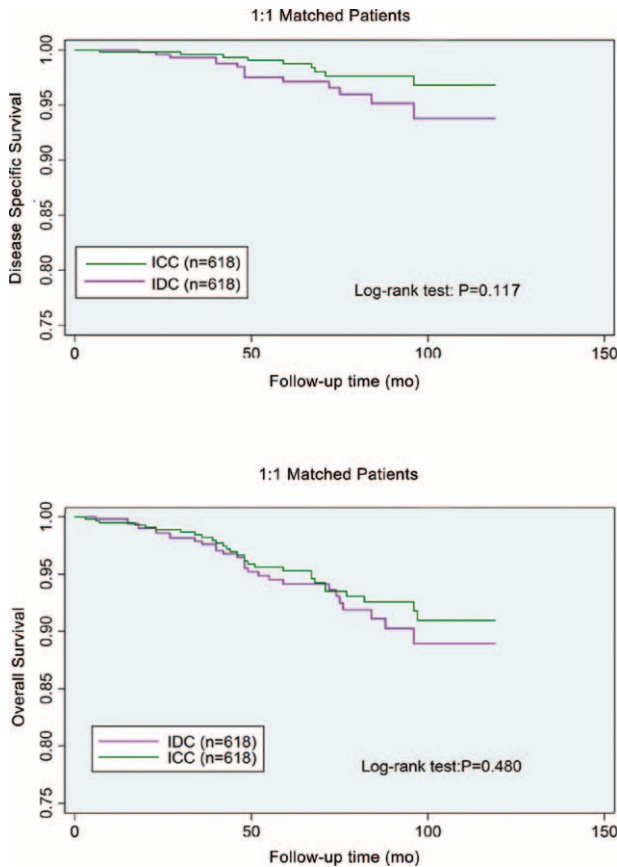 1:1 Matched Patients
Disease Specific Survival
1.00
0.95
0.90
0.85
0.80
0.75
ICC (n=618)
IDC (n=618)
Log-rank test: P=0.117
0 50 100 150
Follow-up time (mo)
1:1 Matched Patients
Overall Survival
1.00
0.95
0.90
0.85
0.80
0.75
IDC (n=618)
ICC (n=618)
Log-rank test:P=0.480
0 50 100 150
Follow-up time (mo)